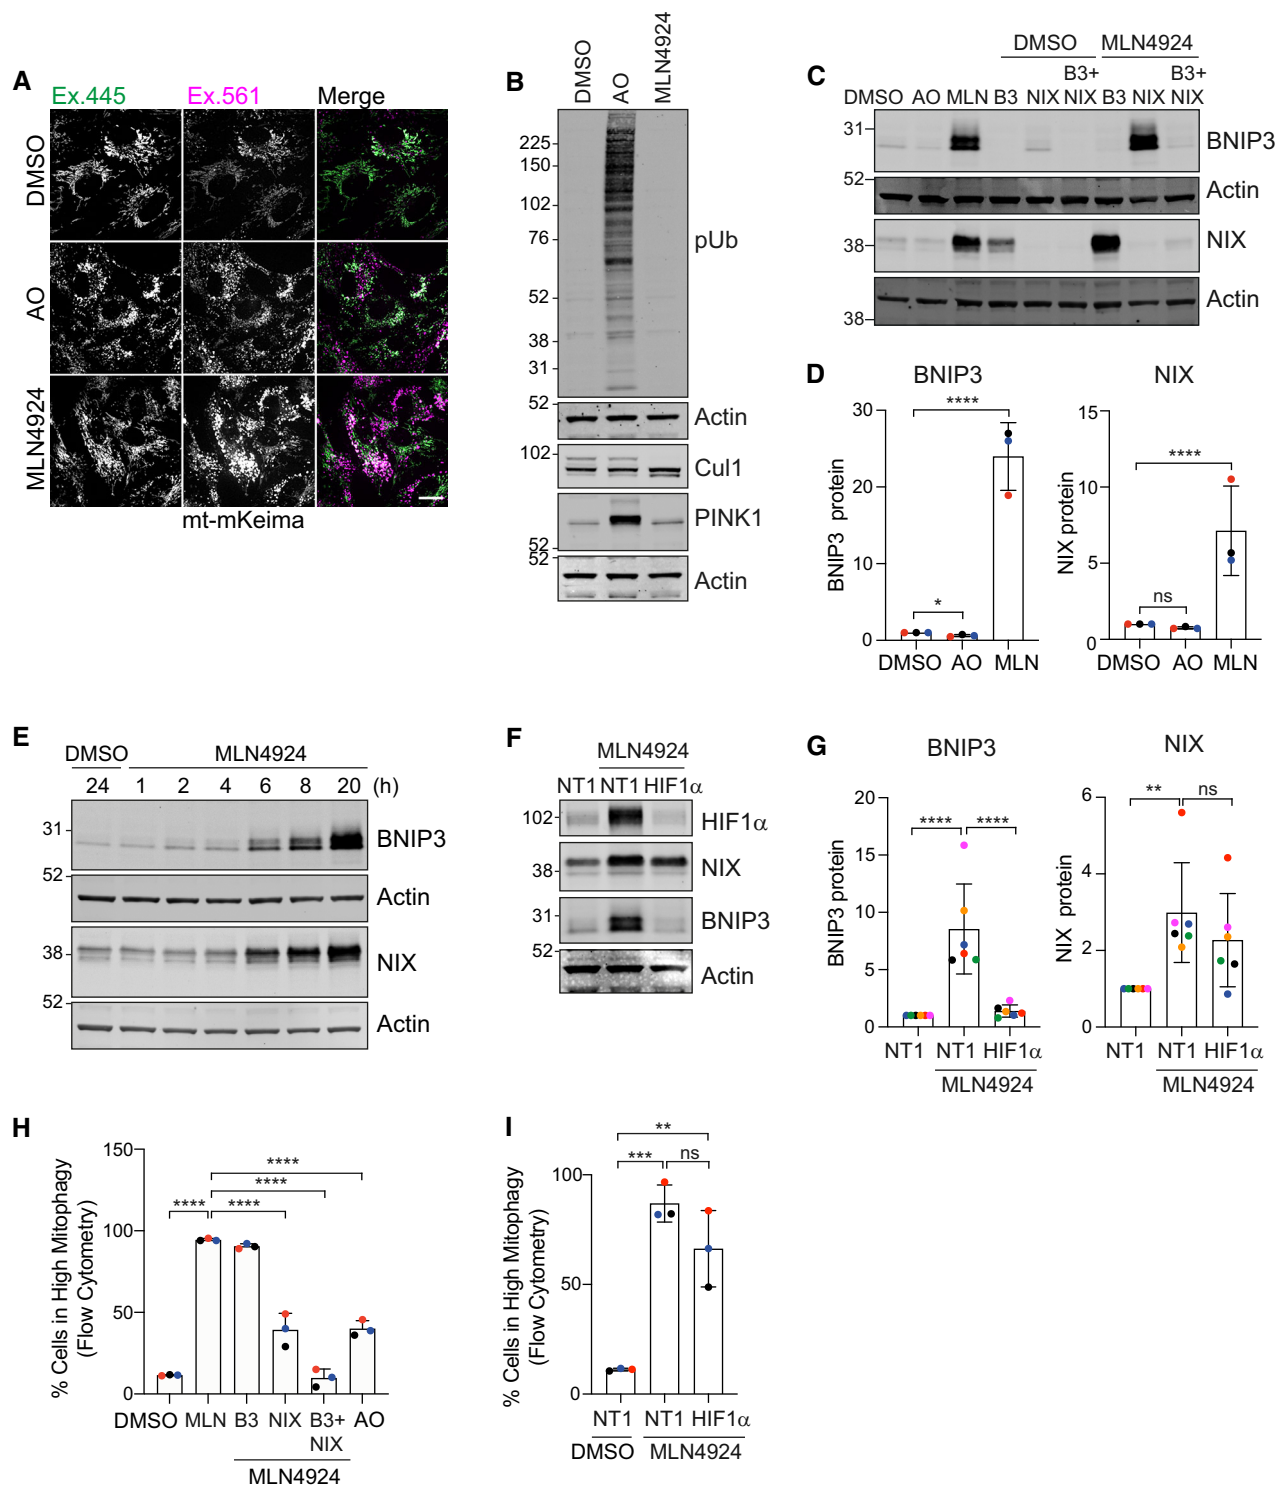 A
Ex.445 Ex.561 Merge
DMSO
AO
MLN4924
mt-mKeima
B
DMSO
AO
MLN4924
225
150
102
76
52
38
31
pUb
52
Actin
102
Cul1
PINK1
52
52
Actin
C
DMSO MLN4924
B3+ B3+
DMSO AO MLN B3 NIX NIX B3 NIX NIX
31
BNIP3
52
Actin
38
NIX
Actin
38
D
BNIP3
BNIP3 protein
30
20
10
0
****
*
DMSO AO MLN
NIX
NIX protein
15
10
5
0
****
ns
DMSO AO MLN
E
DMSO MLN4924
24 1 2 4 6 8 20 (h)
31
BNIP3
52
Actin
38
NIX
52
Actin
F
MLN4924
NT1 NT1 HIF1α
102
HIF1α
NIX
38
31
BNIP3
52
Actin
G
BNIP3
BNIP3 protein
20
15
10
5
0
**** ****
NT1 NT1 HIF1α
MLN4924
NIX
NIX protein
6
4
2
0
** ns
NT1 NT1 HIF1α
MLN4924
H
% Cells in High Mitophagy
(Flow Cytometry)
150
100
50
0
****
****
**** ****
DMSO MLN B3 NIX B3+ AO
NIX
MLN4924
I
% Cells in High Mitophagy
(Flow Cytometry)
100
50
0
**
*** ns
NT1 NT1 HIF1α
DMSO MLN4924